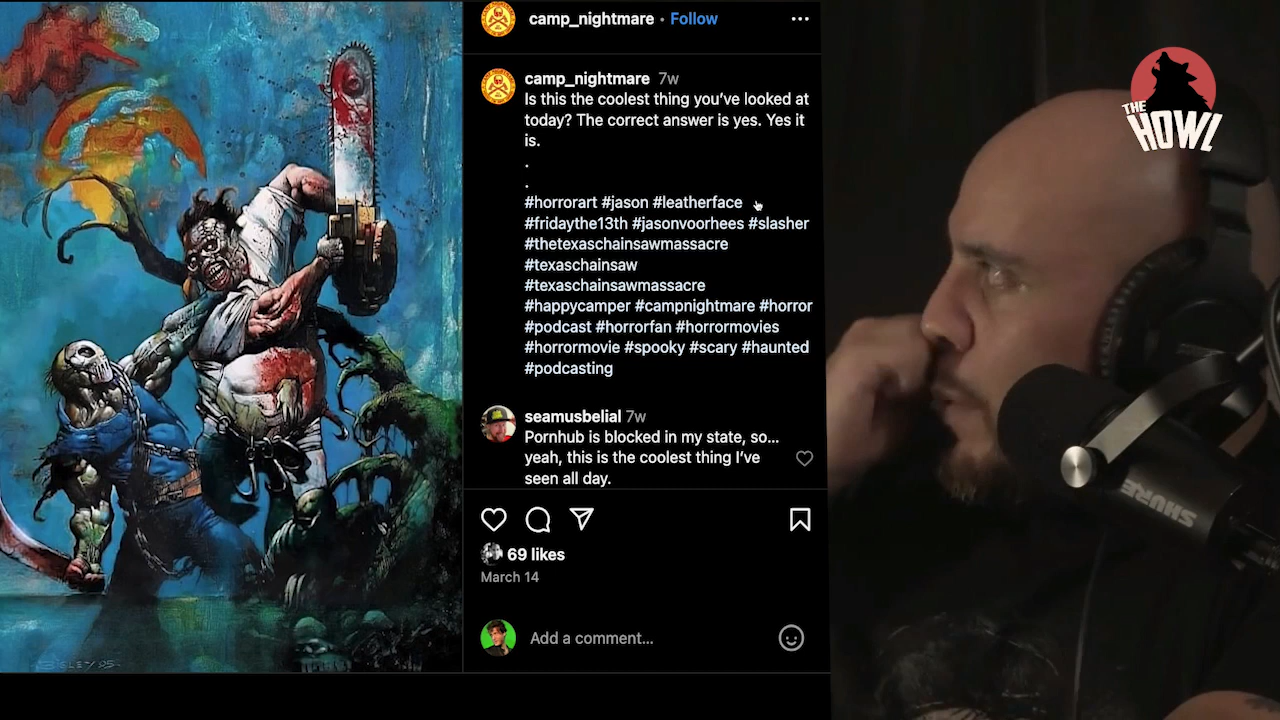 camp_nightmare • Follow
camp_nightmare 7w
Is this the coolest thing you've looked at
today? The correct answer is yes. Yes it
is.
.
.
#horrorart #jason #leatherface
#fridaythe13th #jasonvoorhees #slasher
#thetexaschainsawmassacre
#texaschainsaw
#texaschainsawmassacre
#happycamper #campnightmare #horror
#podcast #horrorfan #horrormovies
#horrormovie #spooky #scary #haunted
#podcasting
seamusbelial 7w
Pornhub is blocked in my state, so...
yeah, this is the coolest thing I've
seen all day.
69 likes
March 14
Add a comment...
BISLEY 95
THE
HOWL
SHURE